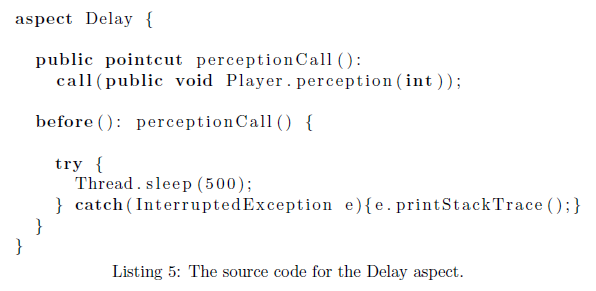 aspect Delay {
public pointcut perceptionCall():
call(public void Player.perception(int));
before(): perceptionCall() {
try {
Thread.sleep(500);
} catch(InterruptedException e){e.printStackTrace();}
}
}
Listing 5: The source code for the Delay aspect.